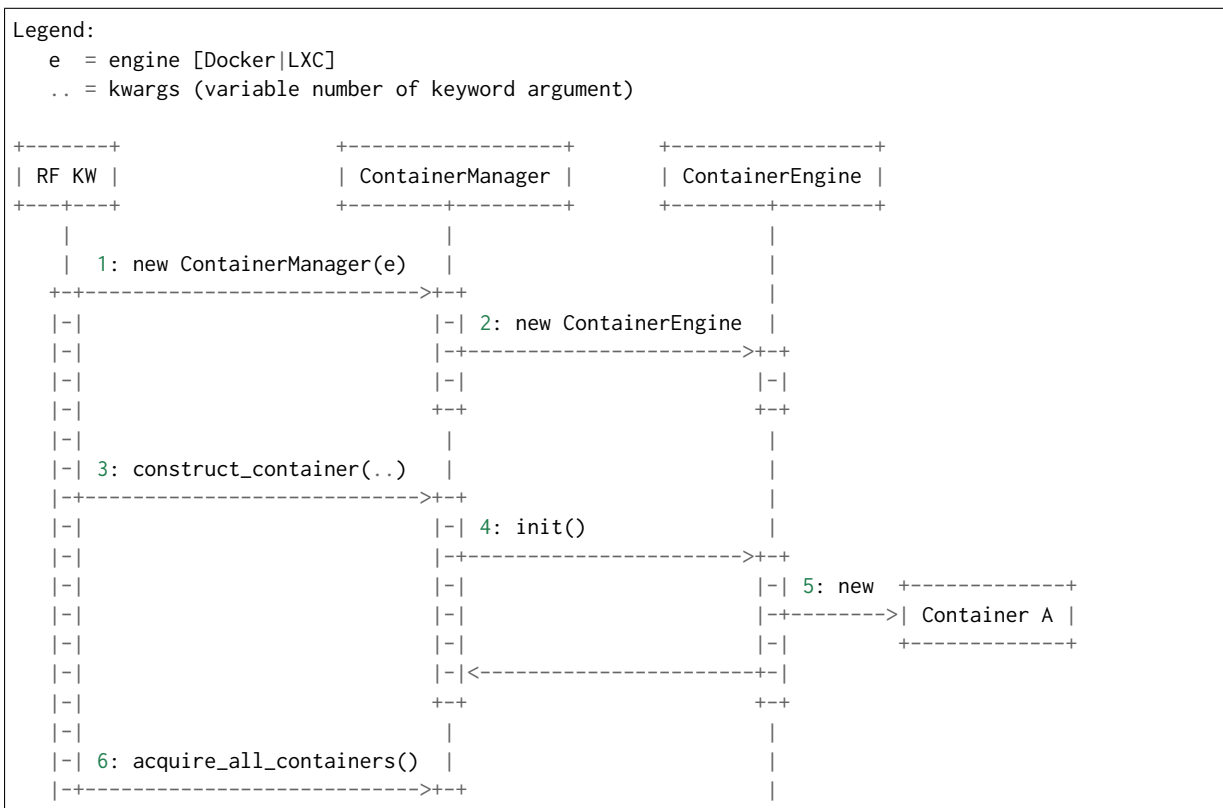 Legend:
   e  = engine [Docker|LXC]
   .. = kwargs (variable number of keyword argument)

+-------+                  +------------------+       +-----------------+
| RF KW |                  | ContainerManager |       | ContainerEngine |
+---+---+                  +--------+---------+       +--------+--------+
    |                               |                          |
    |  1: new ContainerManager(e)   |                          |
   +-+---------------------------->+-+                         |
   |-|                             |-| 2: new ContainerEngine  |
   |-|                             |-+----------------------->+-+
   |-|                             |-|                        |-|
   |-|                             +-+                        +-+
   |-|                              |                          |
   |-| 3: construct_container(..)   |                          |
   |-+---------------------------->+-+                         |
   |-|                             |-| 4: init()               |
   |-|                             |-+----------------------->+-+
   |-|                             |-|                        |-| 5: new  +-------------+
   |-|                             |-|                        |-+-------->| Container A |
   |-|                             |-|                        |-|         +-------------+
   |-|                             |-|<-----------------------+-|
   |-|                             +-+                        +-+
   |-|                              |                          |
   |-| 6: acquire_all_containers()  |                          |
   |-+---------------------------->+-+                         |